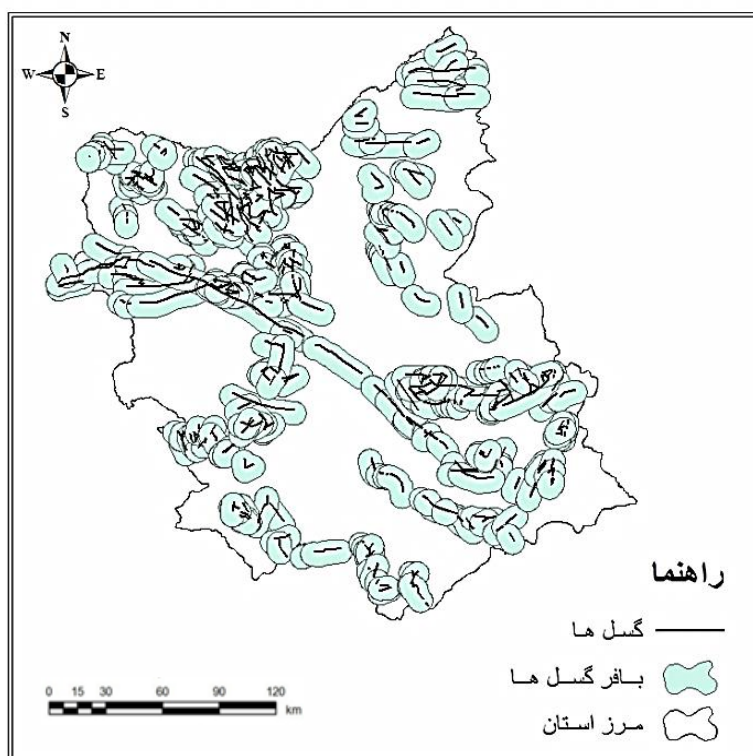 N
W E
S
راهنما
گسل ها
بافر گسل ها
مرز استان
0 15 30 60 90 120
km